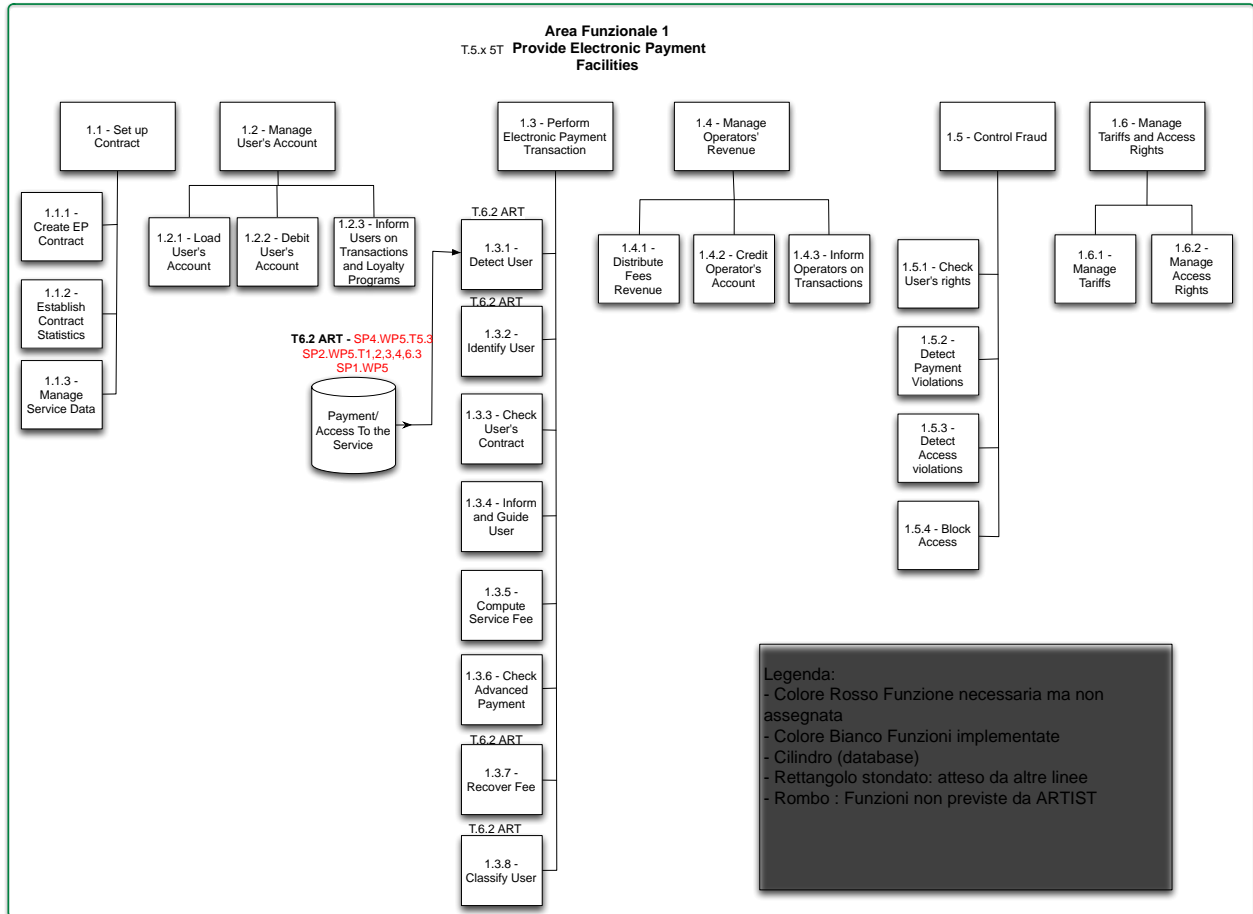 Area Funzionale 1
T.5.x 5T Provide Electronic Payment
Facilities
1.1 - Set up
Contract
1.2 - Manage
User's Account
1.3 - Perform
Electronic Payment
Transaction
1.4 - Manage
Operators'
Revenue
1.5 - Control Fraud
1.6 - Manage
Tariffs and Access
Rights
1.1.1 -
Create EP
Contract
1.1.2 -
Establish
Contract
Statistics
1.1.3 -
Manage
Service Data
1.2.1 - Load
User's
Account
1.2.2 - Debit
User's
Account
1.2.3 - Inform
Users on
Transactions
and Loyalty
Programs
T6.2 ART - SP4.WP5.T5.3
SP2.WP5.T1,2,3,4,6.3
SP1.WP5
Payment/
Access To the
Service
T.6.2 ART
1.3.1 -
Detect User
T.6.2 ART
1.3.2 -
Identify User
1.3.3 - Check
User's
Contract
1.3.4 - Inform
and Guide
User
1.3.5 -
Compute
Service Fee
1.3.6 - Check
Advanced
Payment
T.6.2 ART
1.3.7 -
Recover Fee
T.6.2 ART
1.3.8 -
Classify User
1.4.1 -
Distribute
Fees
Revenue
1.4.2 - Credit
Operator's
Account
1.4.3 - Inform
Operators on
Transactions
1.5.1 - Check
User's rights
1.5.2 -
Detect
Payment
Violations
1.5.3 -
Detect
Access
violations
1.5.4 - Block
Access
1.6.1 -
Manage
Tariffs
1.6.2 -
Manage
Access
Rights
Legenda:
- Colore Rosso Funzione necessaria ma non
assegnata
- Colore Bianco Funzioni implementate
- Cilindro (database)
- Rettangolo stondato: atteso da altre linee
- Rombo : Funzioni non previste da ARTIST